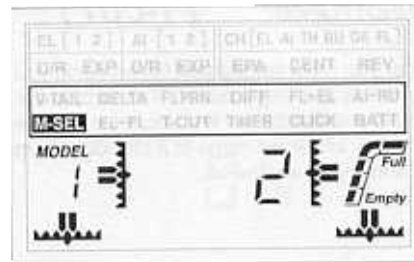 EL [ 1 2 ] AI [ 1 2 ] CH [ EL AI TH RU GE FL ]
D/R EXP D/R EXP EPA CENT REV
V-TAIL DELTA FLPRN DIFF FL→EL AI→RU
M-SEL EL→FL T-CUT TIMER CLICK BATT
MODEL
1 2
Full
Empty